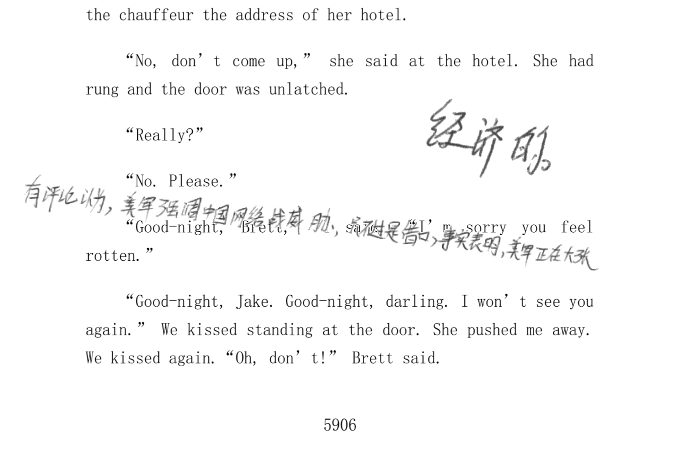 the chauffeur the address of her hotel.
“No, don’t come up,” she said at the hotel. She had
rung and the door was unlatched.
“Really?”
经济的。
“No. Please.”
有评论认为，美军强调中国网络战威胁，只不过是借口，事实表明，美军正在大张
“Good-night, Brett,” I said. “I’m sorry you feel
rotten.”
“Good-night, Jake. Good-night, darling. I won’t see you
again.” We kissed standing at the door. She pushed me away.
We kissed again. “Oh, don’t!” Brett said.
5906